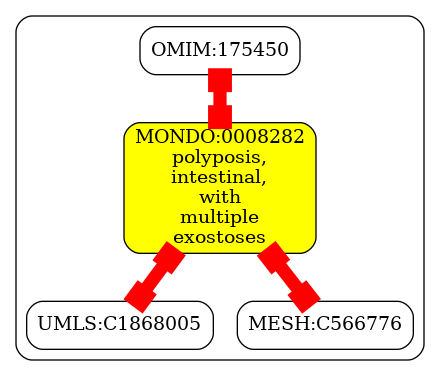 OMIM:175450
MONDO:0008282
polyposis,
intestinal,
with
multiple
exostoses
UMLS:C1868005
MESH:C566776